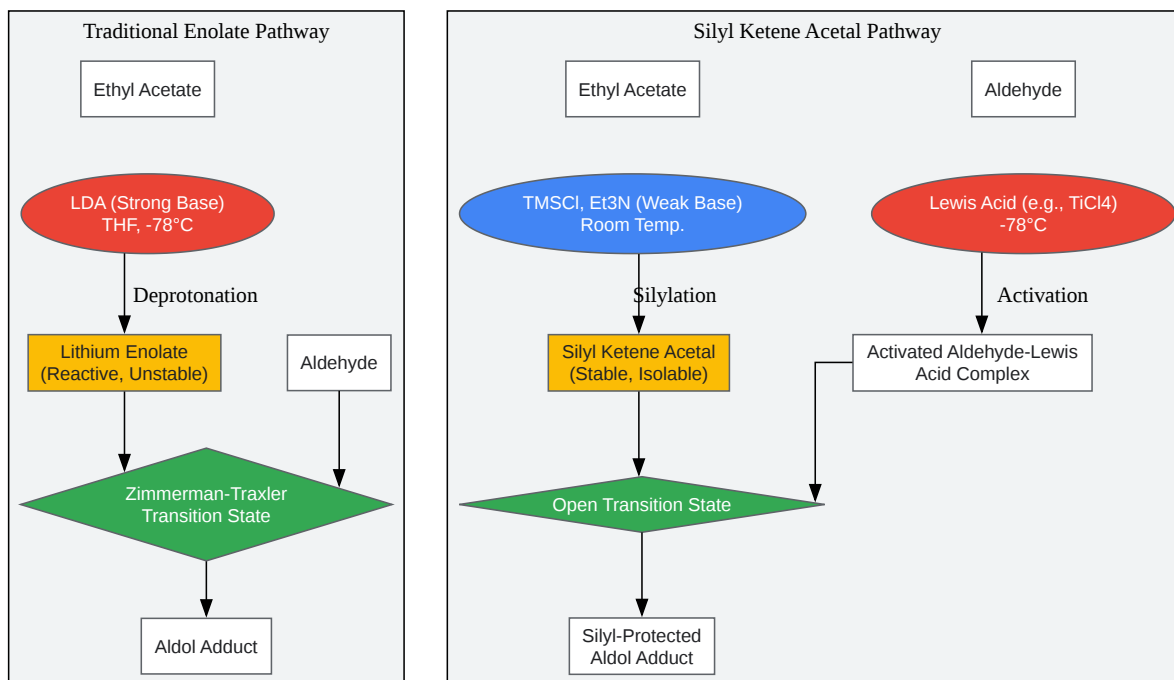 Traditional Enolate Pathway
Ethyl Acetate
LDA (Strong Base)
THF, -78°C
Deprotonation
Lithium Enolate
(Reactive, Unstable)
Aldehyde
Zimmerman-Traxler
Transition State
Aldol Adduct
Silyl Ketene Acetal Pathway
Ethyl Acetate
Aldehyde
TMSCl, Et3N (Weak Base)
Room Temp.
Lewis Acid (e.g., TiCl4)
-78°C
Silylation
Activation
Silyl Ketene Acetal
(Stable, Isolable)
Activated Aldehyde-Lewis
Acid Complex
Open Transition State
Silyl-Protected
Aldol Adduct